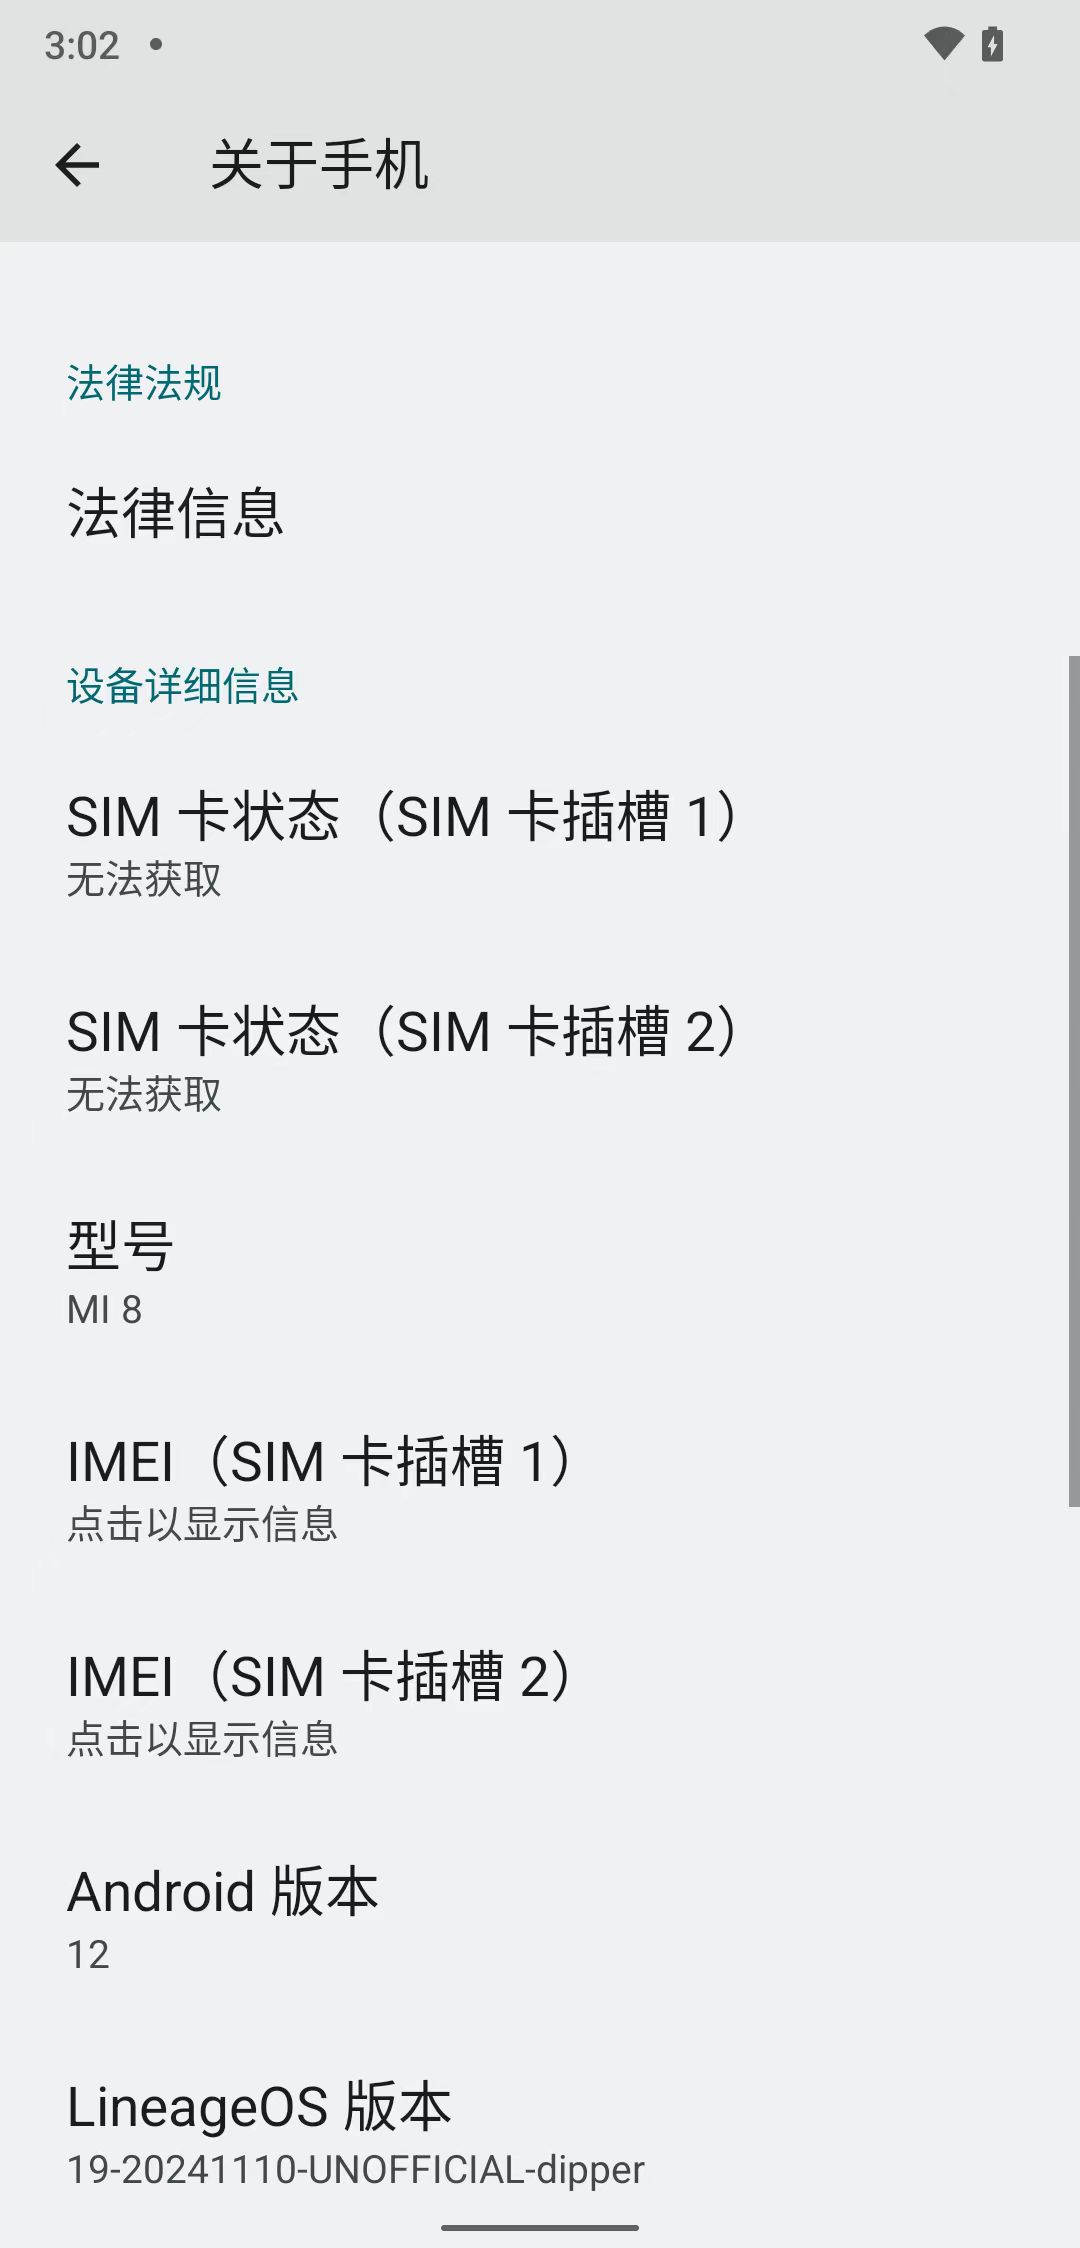 3:02
关于手机
法律法规
法律信息
设备详细信息
SIM 卡状态（SIM 卡插槽 1）
无法获取
SIM 卡状态（SIM 卡插槽 2）
无法获取
型号
MI 8
IMEI（SIM 卡插槽 1）
点击以显示信息
IMEI（SIM 卡插槽 2）
点击以显示信息
Android 版本
12
LineageOS 版本
19-20241110-UNOFFICIAL-dipper